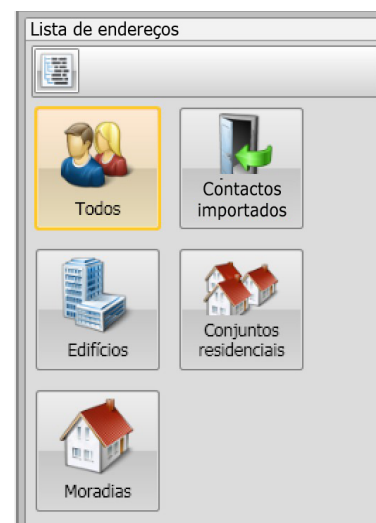 Lista de endereços
Todos
Contactos
importados
Edifícios
Conjuntos
residenciais
Moradias